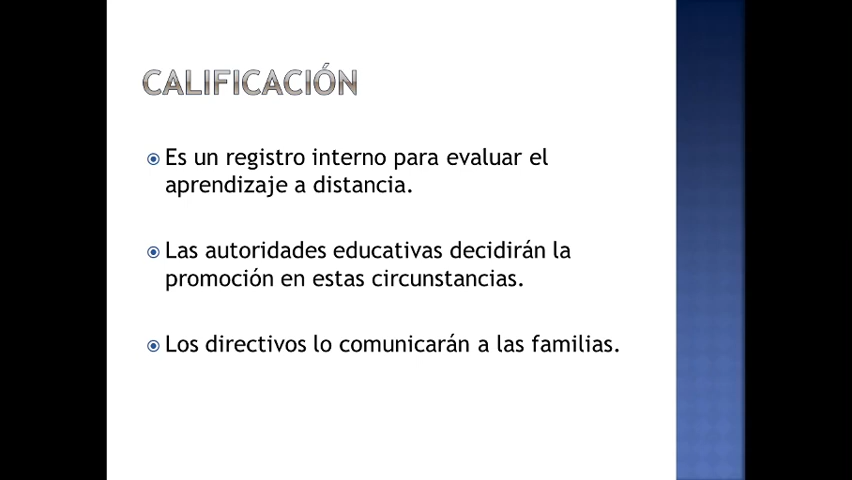 CALIFICACIÓN
Es un registro interno para evaluar el
aprendizaje a distancia.
Las autoridades educativas decidirán la
promoción en estas circunstancias.
Los directivos lo comunicarán a las familias.